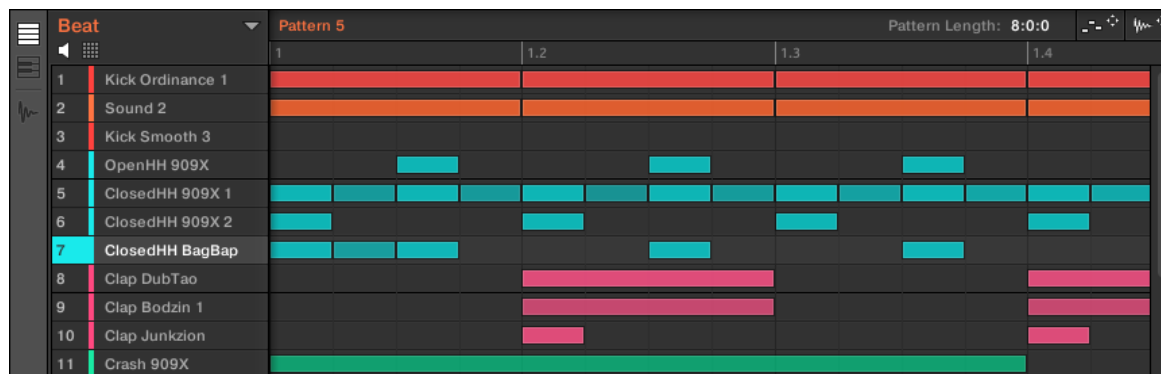 Beat Pattern 5 Pattern Length: 8:0:0
1 1.2 1.3 1.4
1 Kick Ordinance 1
2 Sound 2
3 Kick Smooth 3
4 OpenHH 909X
5 ClosedHH 909X 1
6 ClosedHH 909X 2
7 ClosedHH BagBap
8 Clap DubTao
9 Clap Bodzin 1
10 Clap Junkzion
11 Crash 909X